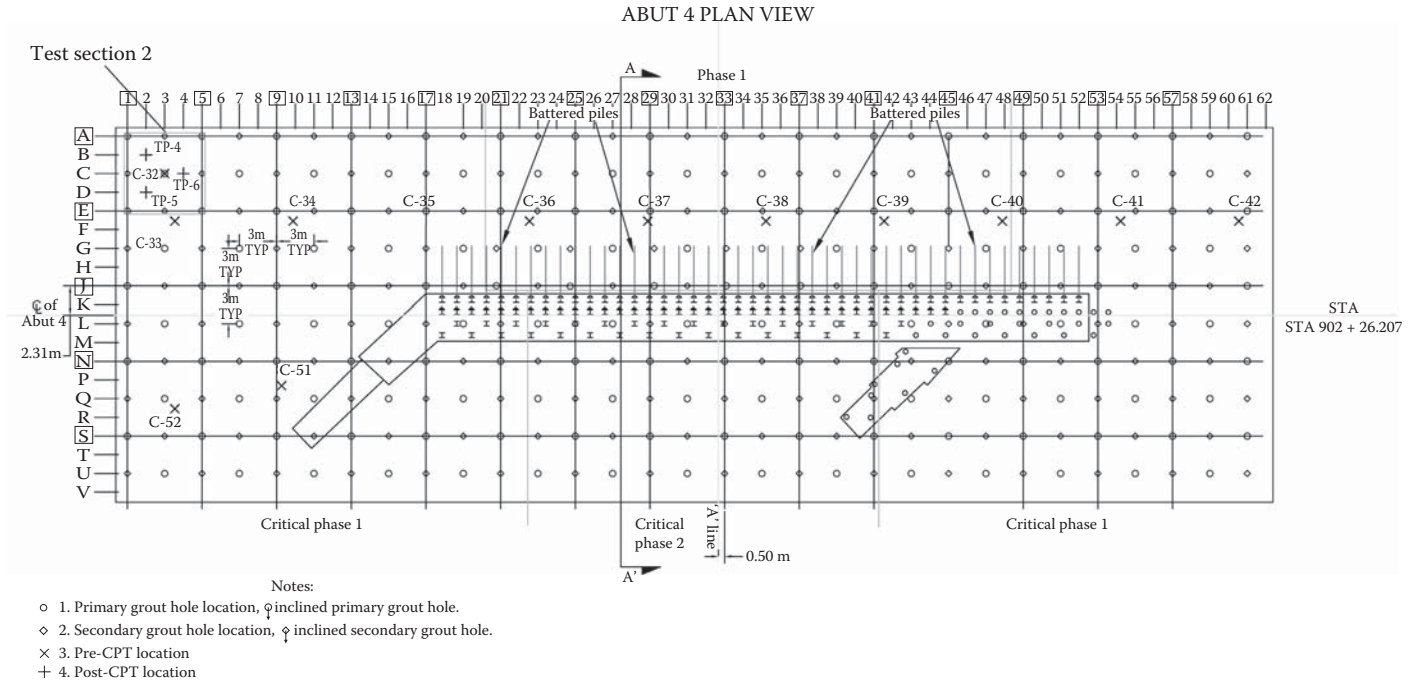 ABUT 4 PLAN VIEW
Test section 2
A
Phase 1
1 2 3 4 5 6 7 8 9 10 11 12 13 14 15 16 17 18 19 20 21 22 23 24 25 26 27 28 29 30 31 32 33 34 35 36 37 38 39 40 41 42 43 44 45 46 47 48 49 50 51 52 53 54 55 56 57 58 59 60 61 62
Battered piles
Battered piles
A
B
TP-4
C
C-32
TP-6
D
TP-5
C-34
C-35
C-36
C-37
C-38
C-39
C-40
C-41
C-42
E
F
C-33
G
3m
TYP
3m
TYP
3m
TYP
H
J
3m
TYP
K
℄ of
Abut 4
L
STA
STA 902 + 26.207
M
2.31m
N
C-51
P
Q
C-52
R
S
T
U
V
Critical phase 1
Critical
phase 2
'A' line
0.50 m
Critical phase 1
A'
Notes:
1. Primary grout hole location, inclined primary grout hole.
2. Secondary grout hole location, inclined secondary grout hole.
3. Pre-CPT location
4. Post-CPT location